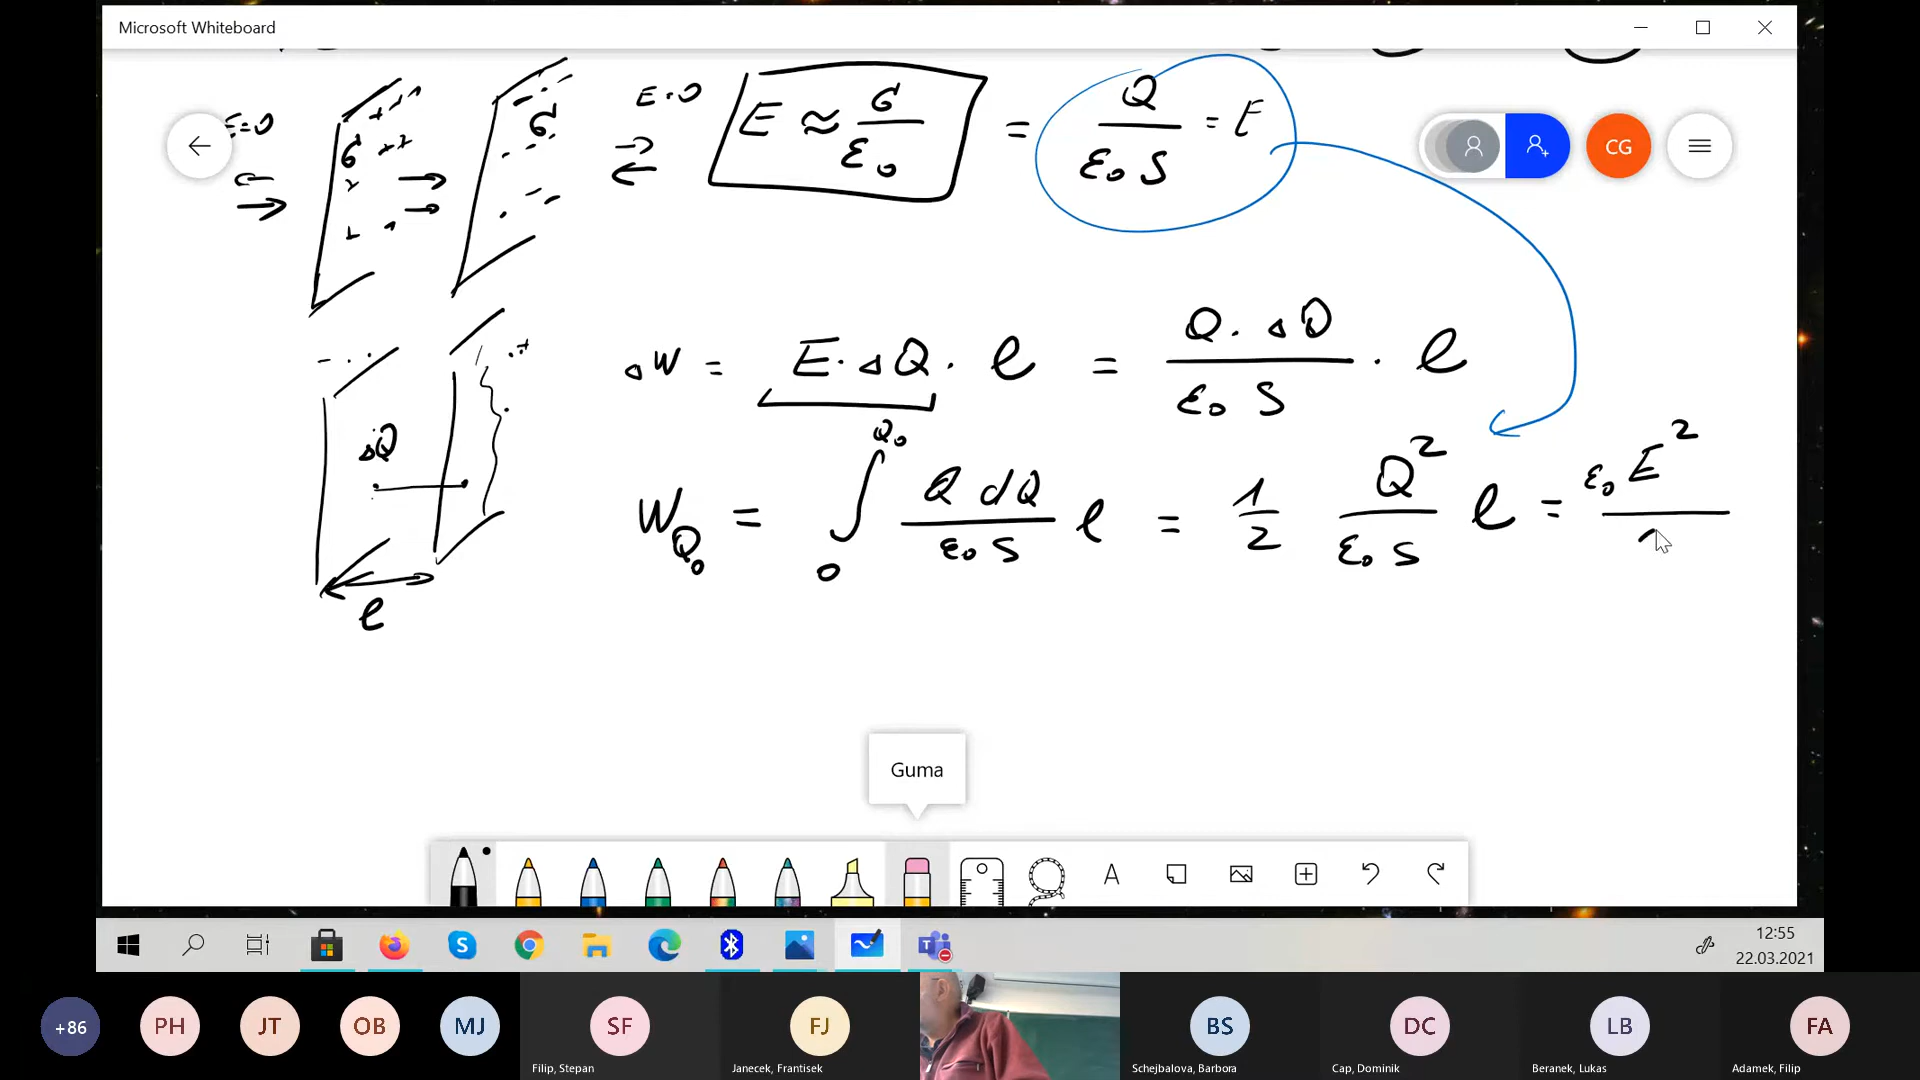 Microsoft Whiteboard
E=0
σ
σ
E=0
E ≈ σ/ε₀ = Q/(ε₀ S) = E
CG
ΔW = E · ΔQ · l = (Q · ΔQ)/(ε₀ S) · l
ΔQ
W_Q₀ = ∫₀^Q₀ (Q dQ)/(ε₀ S) l = 1/2 Q²/(ε₀ S) l = ε₀ E²
l
Guma
12:55
22.03.2021
+86
PH
JT
OB
MJ
SF
FJ
BS
DC
LB
FA
Filip, Stepan
Janecek, Frantisek
Schejbalova, Barbora
Cap, Dominik
Beranek, Lukas
Adamek, Filip